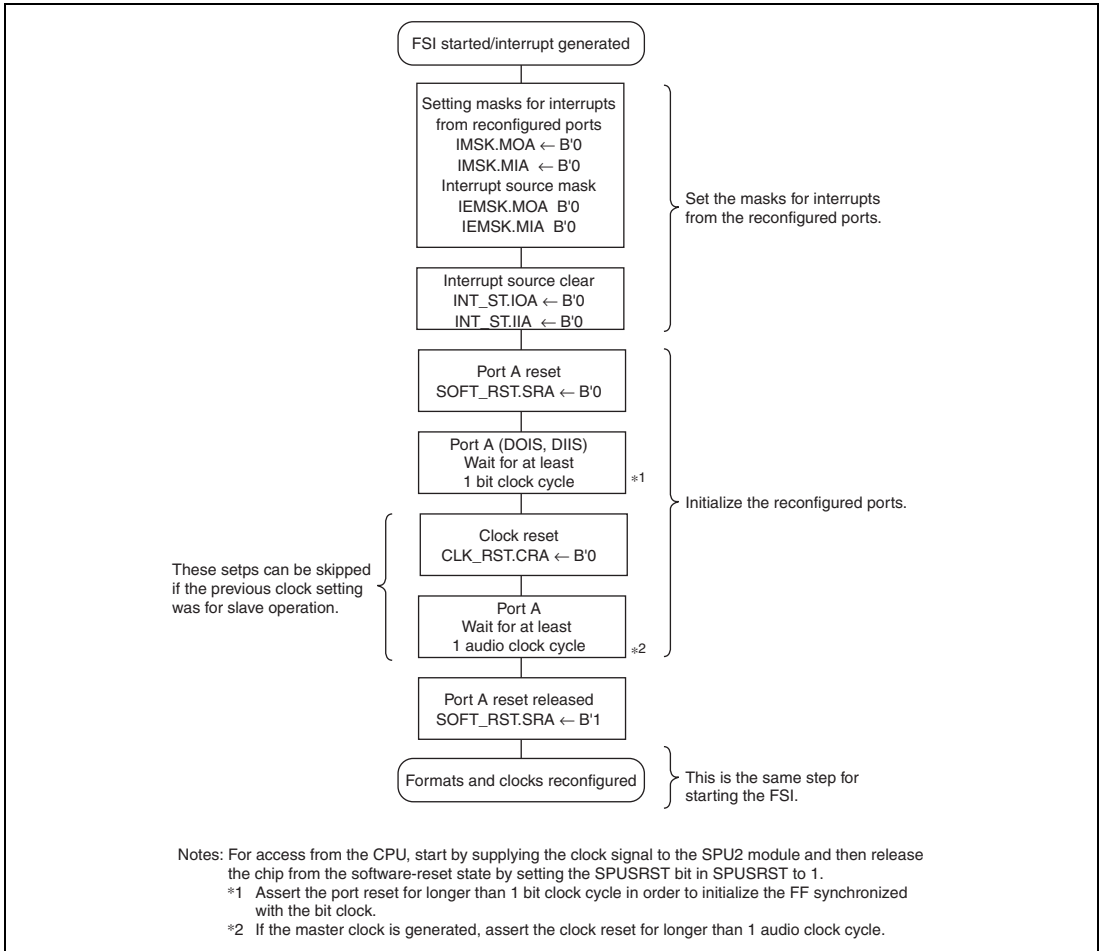 FSI started/interrupt generated
Setting masks for interrupts
from reconfigured ports
IMSK.MOA ← B'0
IMSK.MIA ← B'0
Interrupt source mask
IEMSK.MOA B'0
IEMSK.MIA B'0
Set the masks for interrupts
from the reconfigured ports.
Interrupt source clear
INT_ST.IOA ← B'0
INT_ST.IIA ← B'0
Port A reset
SOFT_RST.SRA ← B'0
Port A (DOIS, DIIS)
Wait for at least
1 bit clock cycle
*1
Initialize the reconfigured ports.
Clock reset
CLK_RST.CRA ← B'0
These setps can be skipped
if the previous clock setting
was for slave operation.
Port A
Wait for at least
1 audio clock cycle
*2
Port A reset released
SOFT_RST.SRA ← B'1
Formats and clocks reconfigured
This is the same step for
starting the FSI.
Notes: For access from the CPU, start by supplying the clock signal to the SPU2 module and then release
the chip from the software-reset state by setting the SPUSRST bit in SPUSRST to 1.
*1 Assert the port reset for longer than 1 bit clock cycle in order to initialize the FF synchronized
with the bit clock.
*2 If the master clock is generated, assert the clock reset for longer than 1 audio clock cycle.